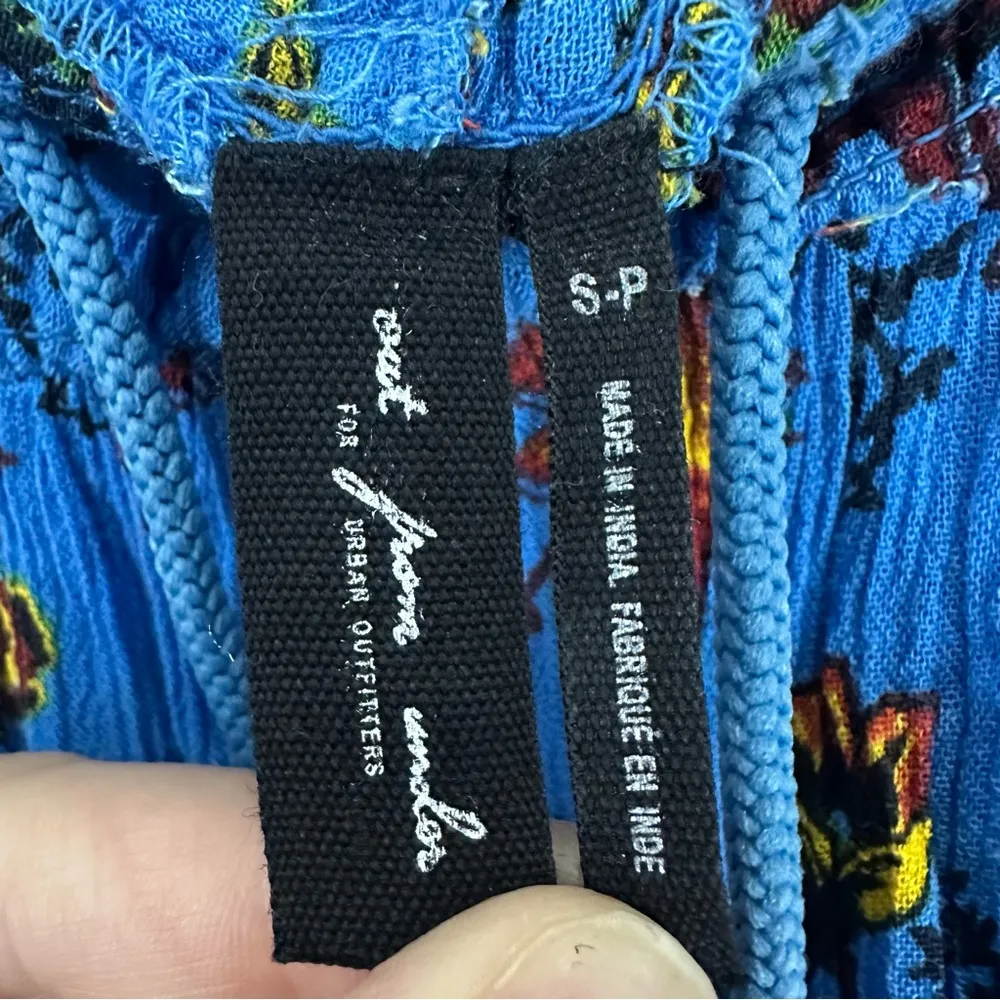 out from under
FOR URBAN OUTFITTERS
S-P
MADE IN INDIA FABRIQUÉ EN INDE